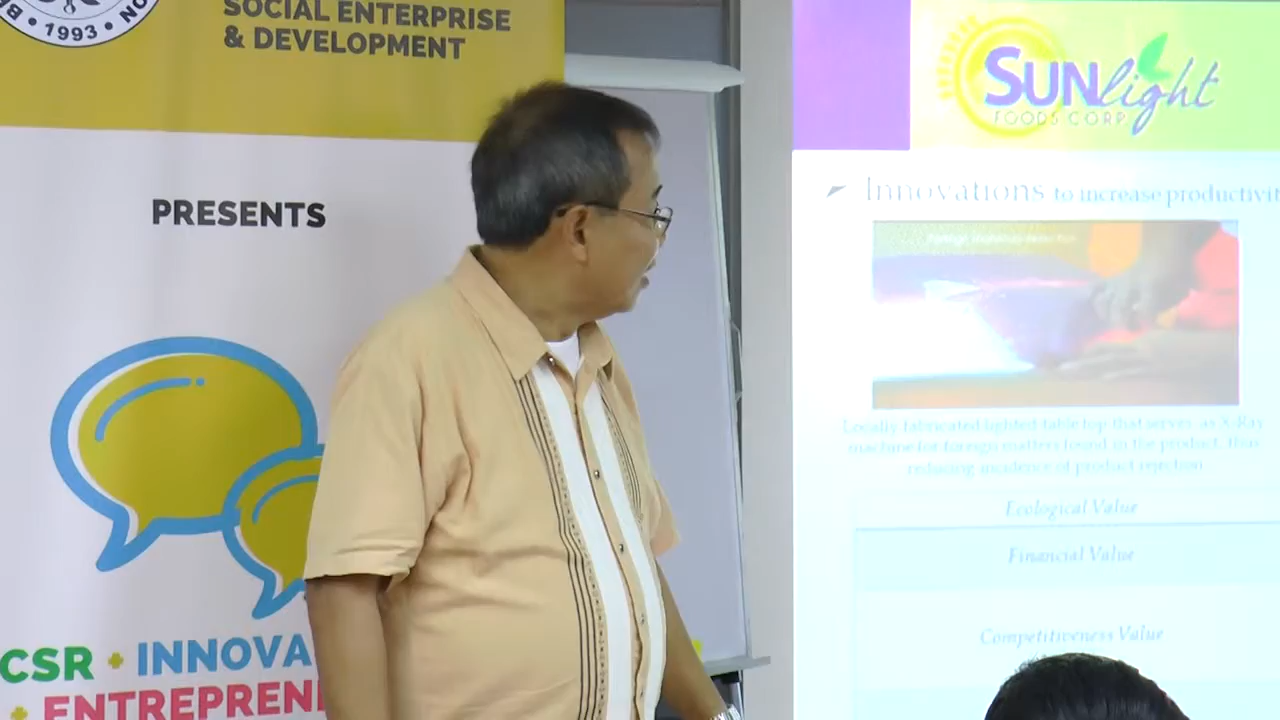 1993
SOCIAL ENTERPRISE
& DEVELOPMENT
PRESENTS
CSR + INNOVA
+ ENTREPREN
SUNlight
FOODS CORP
Innovations to increase productivit
Locally fabricated lighted table top that serves as X-Ray
machine for foreign matters found in the product, thus
reducing incidence of product rejection
Ecological Value
Financial Value
Competitiveness Value